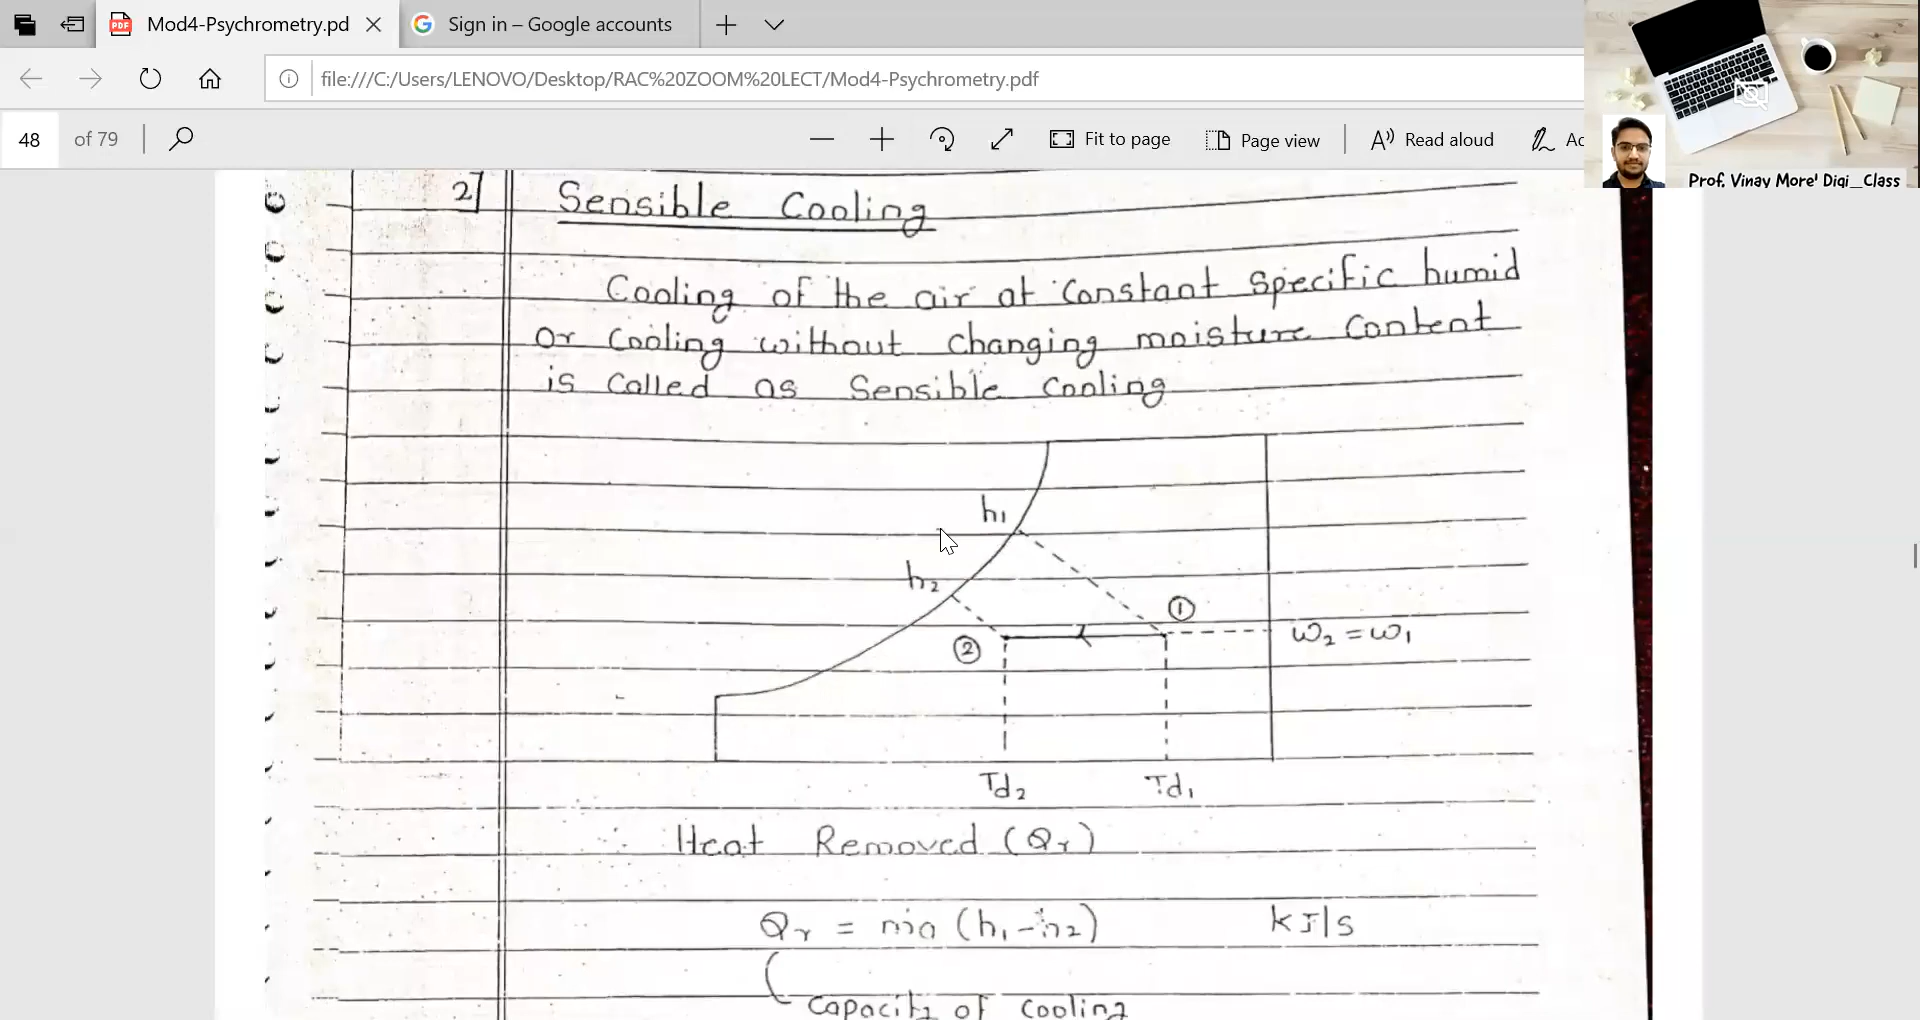 Mod4-Psychrometry.pd
Sign in – Google accounts
file:///C:/Users/LENOVO/Desktop/RAC%20ZOOM%20LECT/Mod4-Psychrometry.pdf
48 of 79
Fit to page
Page view
Read aloud
Prof. Vinay More' Digi_Class
2] Sensible Cooling
Cooling of the air at Constant Specific humid
or Cooling without Changing moisture Content
is Called as Sensible Cooling
h₁
h₂
①
②
ω₂ = ω₁
Td₂ Td₁
∴ Heat Removed (Qr)
Qr = ṁa (h₁ - h₂) kJ/s
Capacity of Cooling